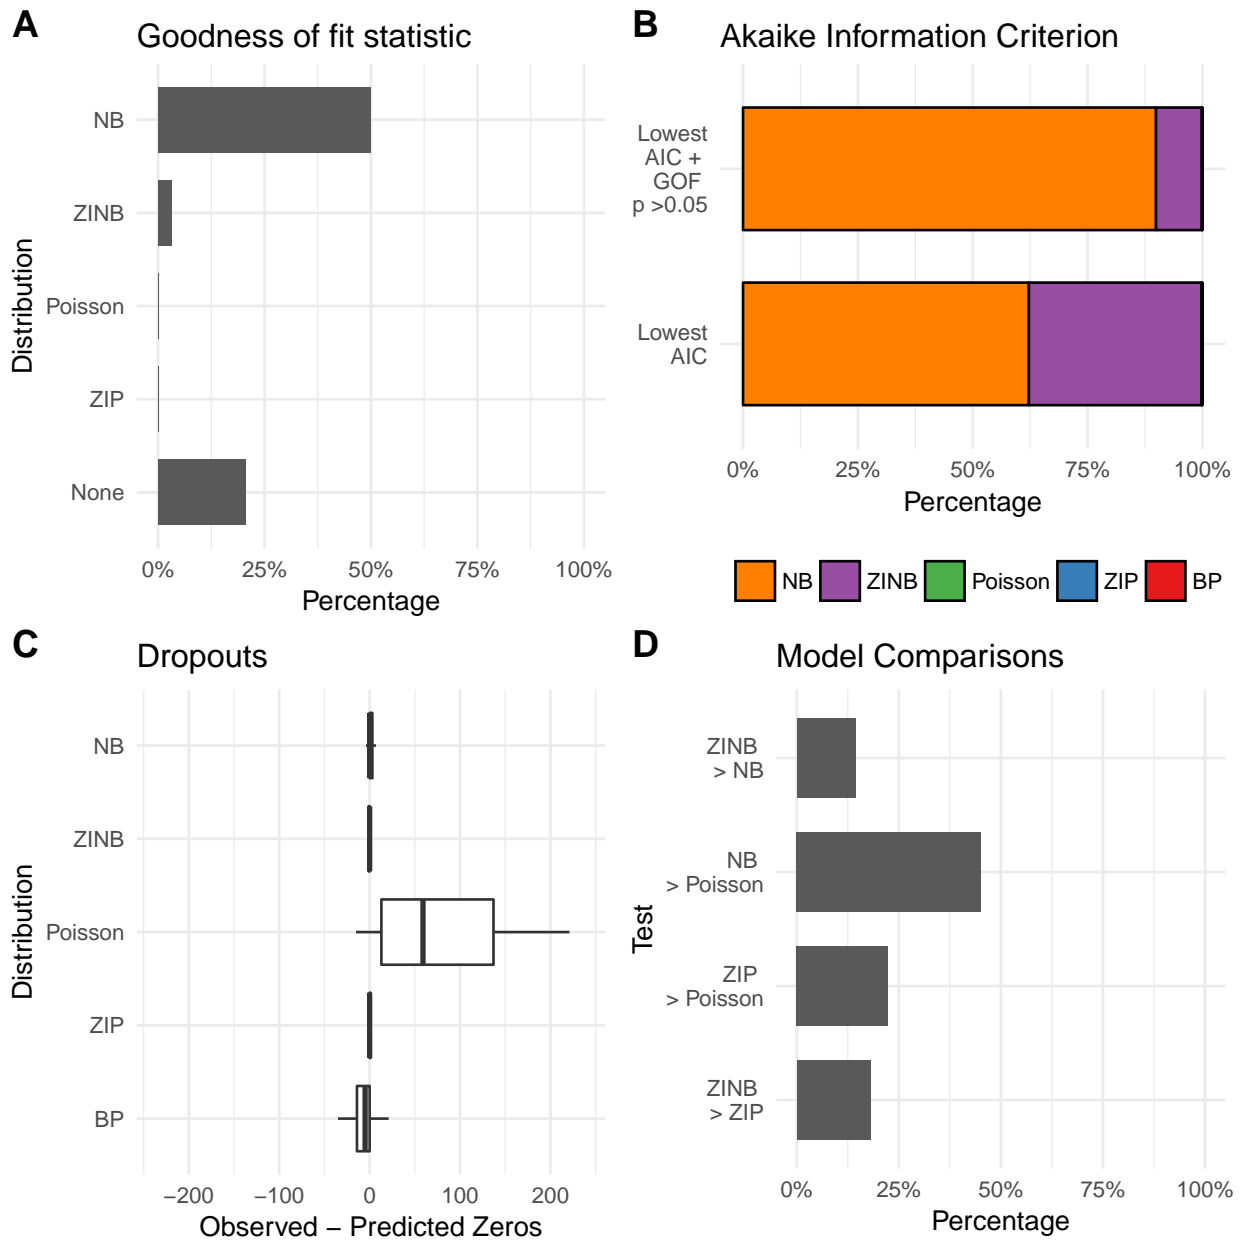 A
Goodness of fit statistic
NB
ZINB
Poisson
ZIP
None
Distribution
0%
25%
50%
75%
100%
Percentage
B
Akaike Information Criterion
Lowest
AIC +
GOF
p >0.05
Lowest
AIC
0%
25%
50%
75%
100%
Percentage
NB
ZINB
Poisson
ZIP
BP
C
Dropouts
NB
ZINB
Poisson
ZIP
BP
Distribution
−200
−100
0
100
200
Observed − Predicted Zeros
D
Model Comparisons
ZINB
> NB
NB
> Poisson
ZIP
> Poisson
ZINB
> ZIP
Test
0%
25%
50%
75%
100%
Percentage